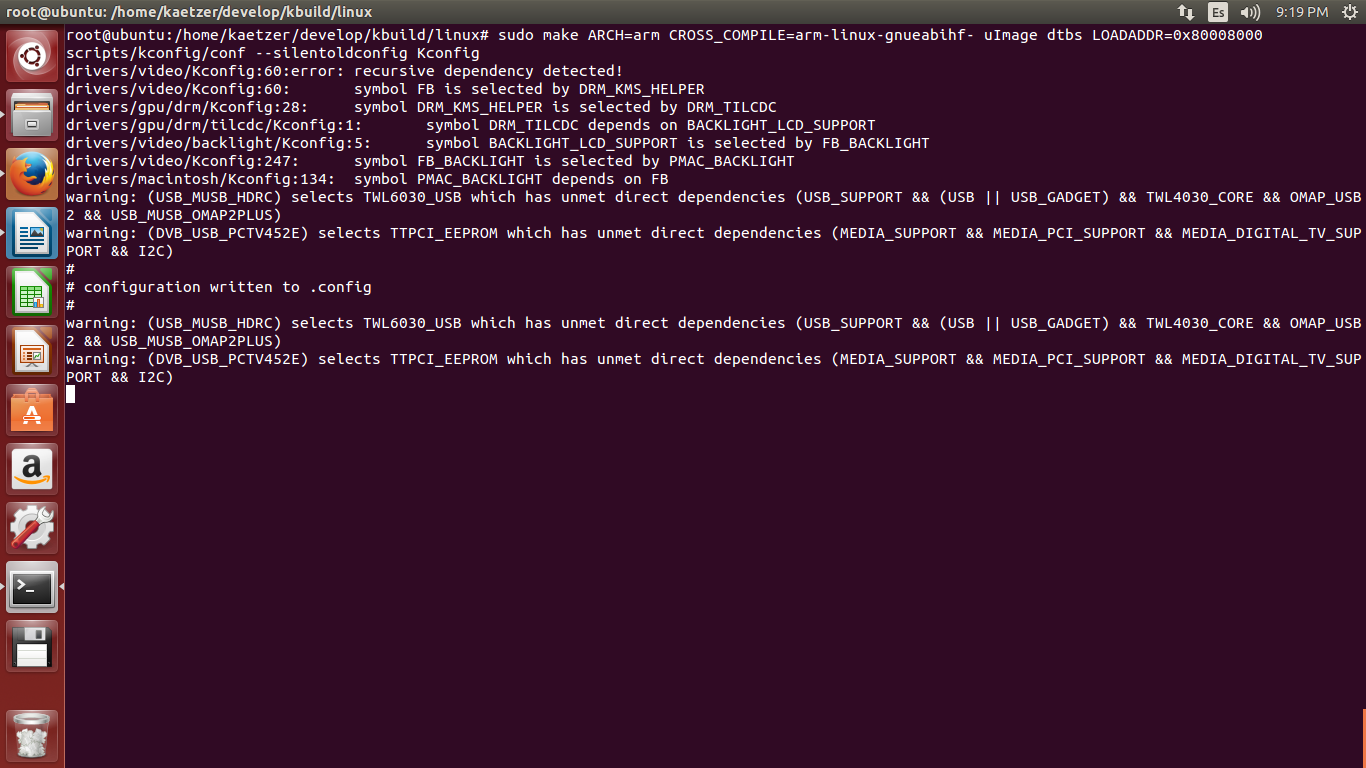 root@ubuntu: /home/kaetzer/develop/kbuild/linux
Es
9:19 PM
root@ubuntu:/home/kaetzer/develop/kbuild/linux# sudo make ARCH=arm CROSS_COMPILE=arm-linux-gnueabihf- uImage dtbs LOADADDR=0x80008000
scripts/kconfig/conf --silentoldconfig Kconfig
drivers/video/Kconfig:60:error: recursive dependency detected!
drivers/video/Kconfig:60:       symbol FB is selected by DRM_KMS_HELPER
drivers/gpu/drm/Kconfig:28:     symbol DRM_KMS_HELPER is selected by DRM_TILCDC
drivers/gpu/drm/tilcdc/Kconfig:1:       symbol DRM_TILCDC depends on BACKLIGHT_LCD_SUPPORT
drivers/video/backlight/Kconfig:5:      symbol BACKLIGHT_LCD_SUPPORT is selected by FB_BACKLIGHT
drivers/video/Kconfig:247:      symbol FB_BACKLIGHT is selected by PMAC_BACKLIGHT
drivers/macintosh/Kconfig:134:  symbol PMAC_BACKLIGHT depends on FB
warning: (USB_MUSB_HDRC) selects TWL6030_USB which has unmet direct dependencies (USB_SUPPORT && (USB || USB_GADGET) && TWL4030_CORE && OMAP_USB
2 && USB_MUSB_OMAP2PLUS)
warning: (DVB_USB_PCTV452E) selects TTPCI_EEPROM which has unmet direct dependencies (MEDIA_SUPPORT && MEDIA_PCI_SUPPORT && MEDIA_DIGITAL_TV_SUP
PORT && I2C)
#
# configuration written to .config
#
warning: (USB_MUSB_HDRC) selects TWL6030_USB which has unmet direct dependencies (USB_SUPPORT && (USB || USB_GADGET) && TWL4030_CORE && OMAP_USB
2 && USB_MUSB_OMAP2PLUS)
warning: (DVB_USB_PCTV452E) selects TTPCI_EEPROM which has unmet direct dependencies (MEDIA_SUPPORT && MEDIA_PCI_SUPPORT && MEDIA_DIGITAL_TV_SUP
PORT && I2C)